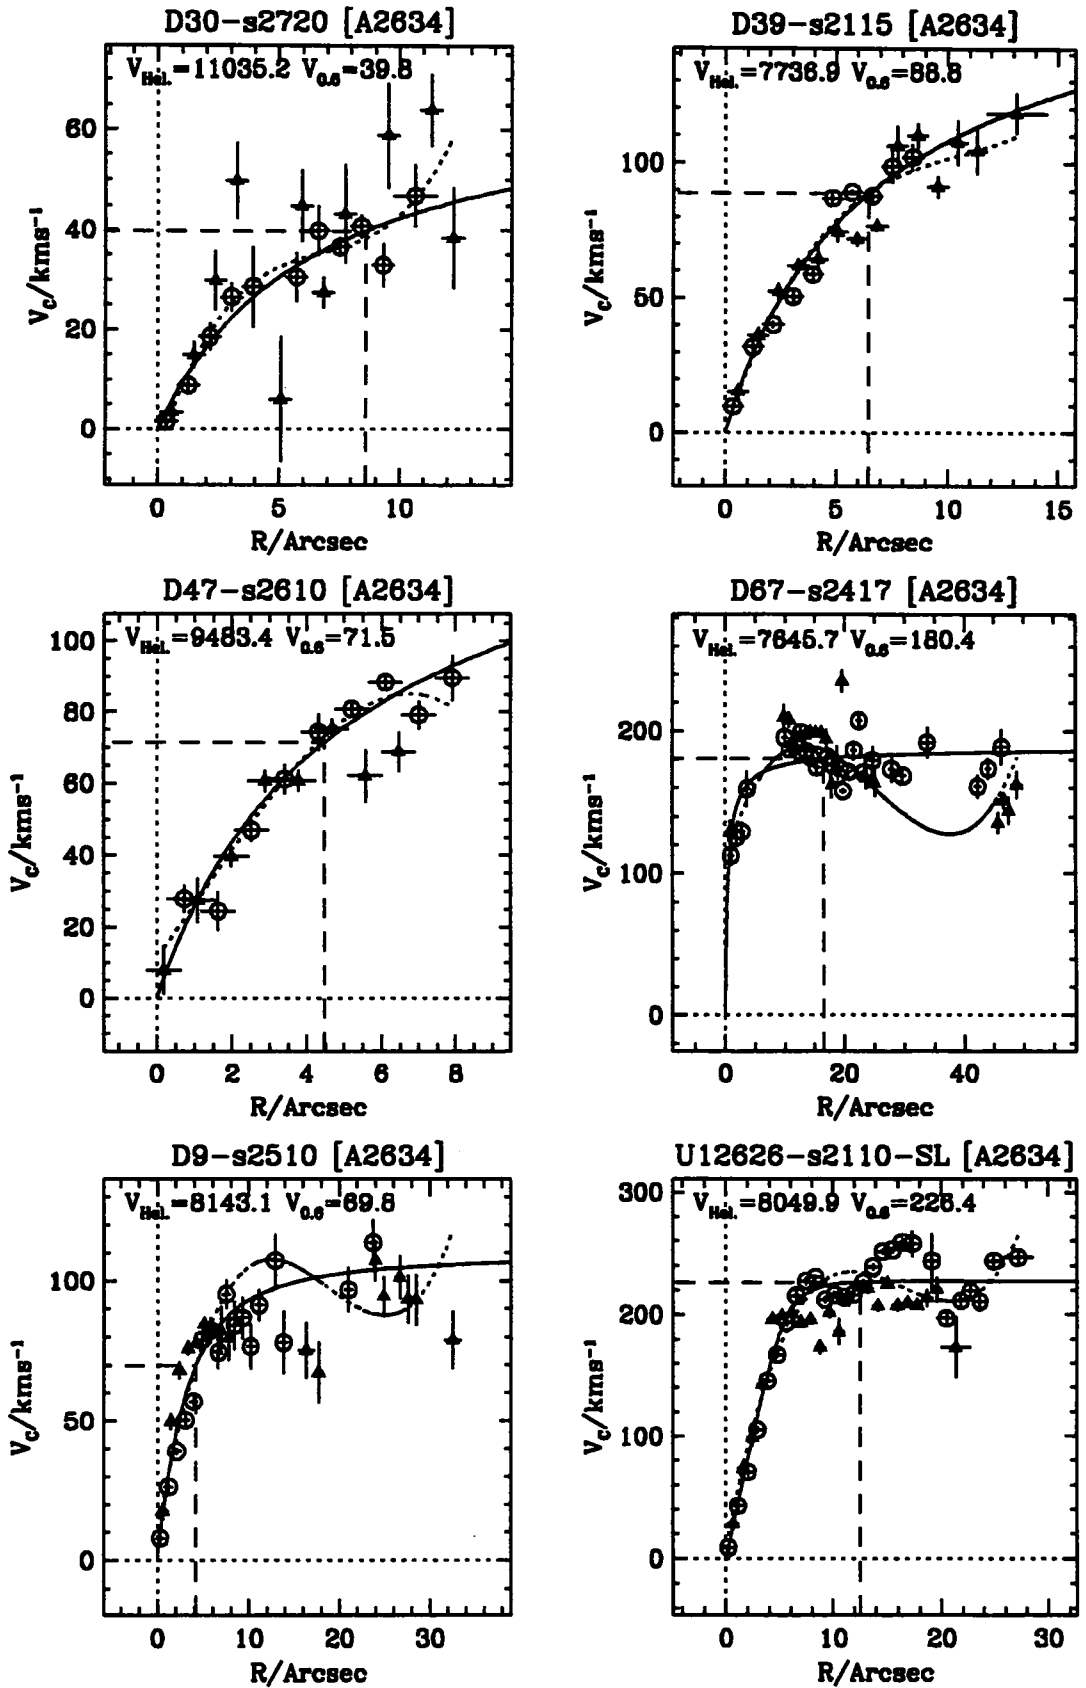 D30-s2720 [A2634]
D39-s2115 [A2634]
V_Hel.=11035.2 V_0.6=39.8
V_Hel.=7736.9 V_0.6=88.8
60
40
20
0
100
50
0
V_C/kms⁻¹
V_C/kms⁻¹
0 5 10
0 5 10 15
R/Arcsec
R/Arcsec
D47-s2610 [A2634]
D67-s2417 [A2634]
V_Hel.=9483.4 V_0.6=71.5
V_Hel.=7645.7 V_0.6=180.4
100
80
60
40
20
0
200
100
0
V_C/kms⁻¹
V_C/kms⁻¹
0 2 4 6 8
0 20 40
R/Arcsec
R/Arcsec
D9-s2510 [A2634]
U12626-s2110-SL [A2634]
V_Hel.=8143.1 V_0.6=69.8
V_Hel.=8049.9 V_0.6=226.4
100
50
0
300
200
100
0
V_C/kms⁻¹
V_C/kms⁻¹
0 10 20 30
0 10 20 30
R/Arcsec
R/Arcsec